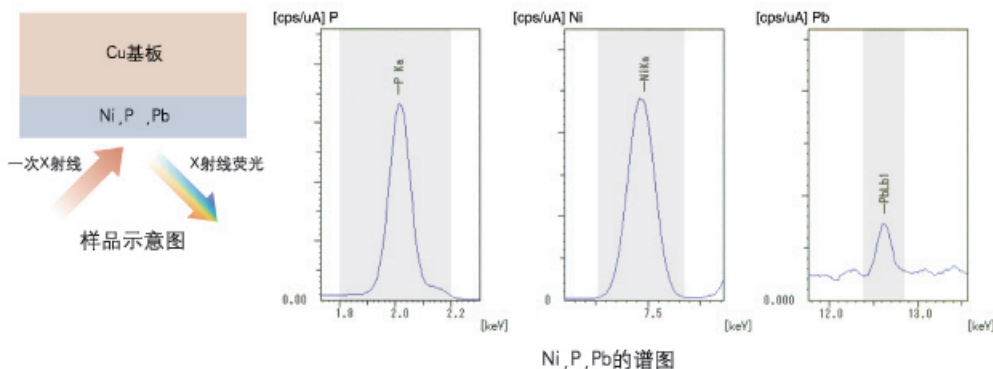 Cu基板
Ni,P ,Pb
一次X射线
X射线荧光
样品示意图
[cps/uA] P
P Ka
0.00
1.8 2.0 2.2
[keV]
[cps/uA] Ni
NiKa
0
7.5
[keV]
[cps/uA] Pb
PbLb1
0.000
12.0 13.0
[keV]
Ni,P,Pb的谱图